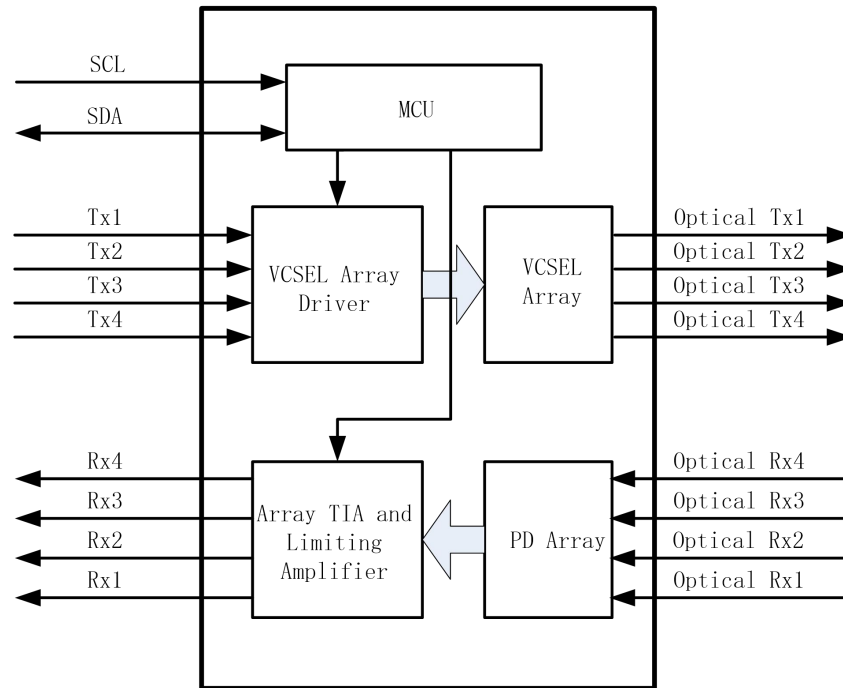 SCL
MCU
SDA
Tx1
Tx2
Tx3
Tx4
VCSEL Array
Driver
VCSEL
Array
Optical Tx1
Optical Tx2
Optical Tx3
Optical Tx4
Rx4
Rx3
Rx2
Rx1
Array TIA and
Limiting
Amplifier
PD Array
Optical Rx4
Optical Rx3
Optical Rx2
Optical Rx1